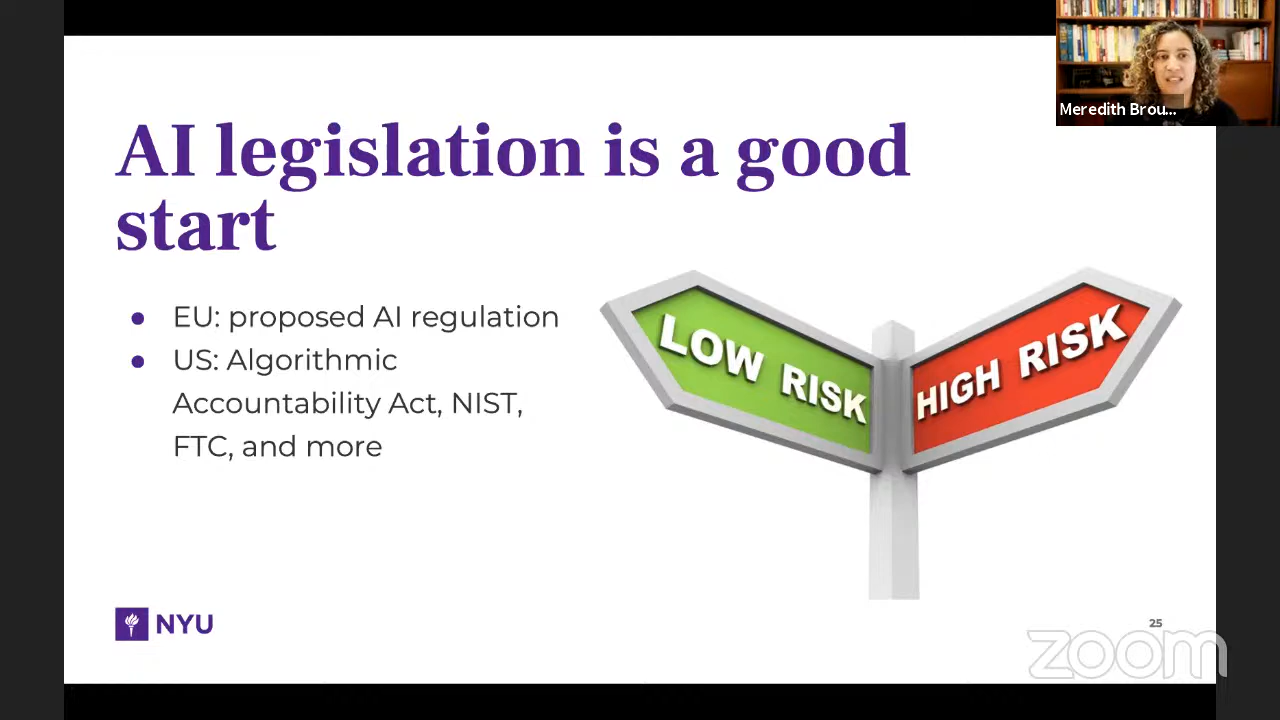 Meredith Brou...
AI legislation is a good
start
● EU: proposed AI regulation
● US: Algorithmic
Accountability Act, NIST,
FTC, and more
LOW RISK
HIGH RISK
NYU
25
zoom